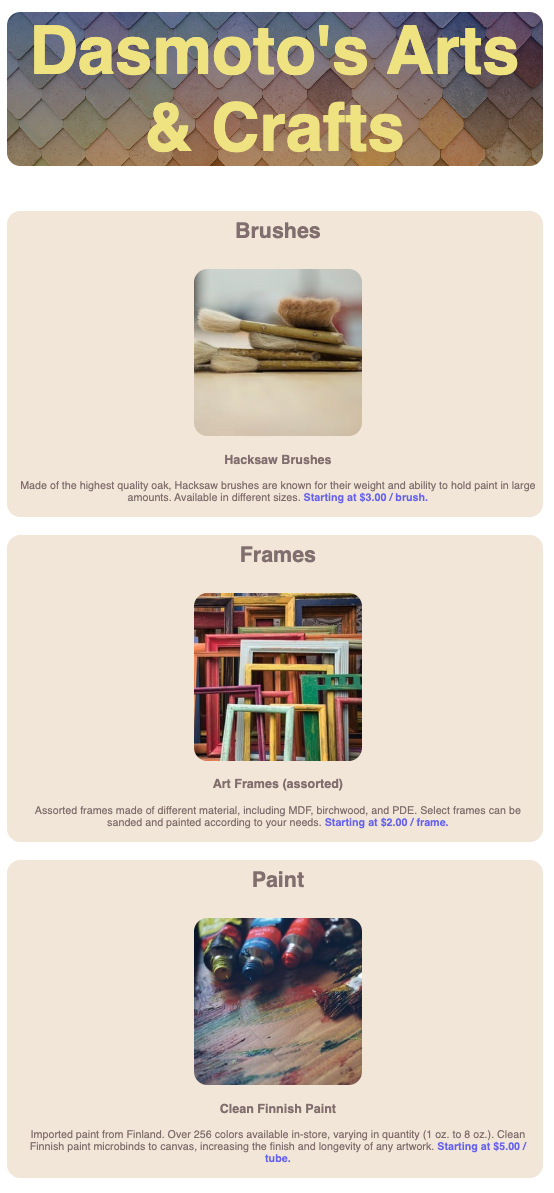 Dasmoto's Arts
& Crafts
Brushes
Hacksaw Brushes
Made of the highest quality oak, Hacksaw brushes are known for their weight and ability to hold paint in large
amounts. Available in different sizes. Starting at $3.00 / brush.
Frames
Art Frames (assorted)
Assorted frames made of different material, including MDF, birchwood, and PDE. Select frames can be
sanded and painted according to your needs. Starting at $2.00 / frame.
Paint
Clean Finnish Paint
Imported paint from Finland. Over 256 colors available in-store, varying in quantity (1 oz. to 8 oz.). Clean
Finnish paint microbinds to canvas, increasing the finish and longevity of any artwork. Starting at $5.00 /
tube.